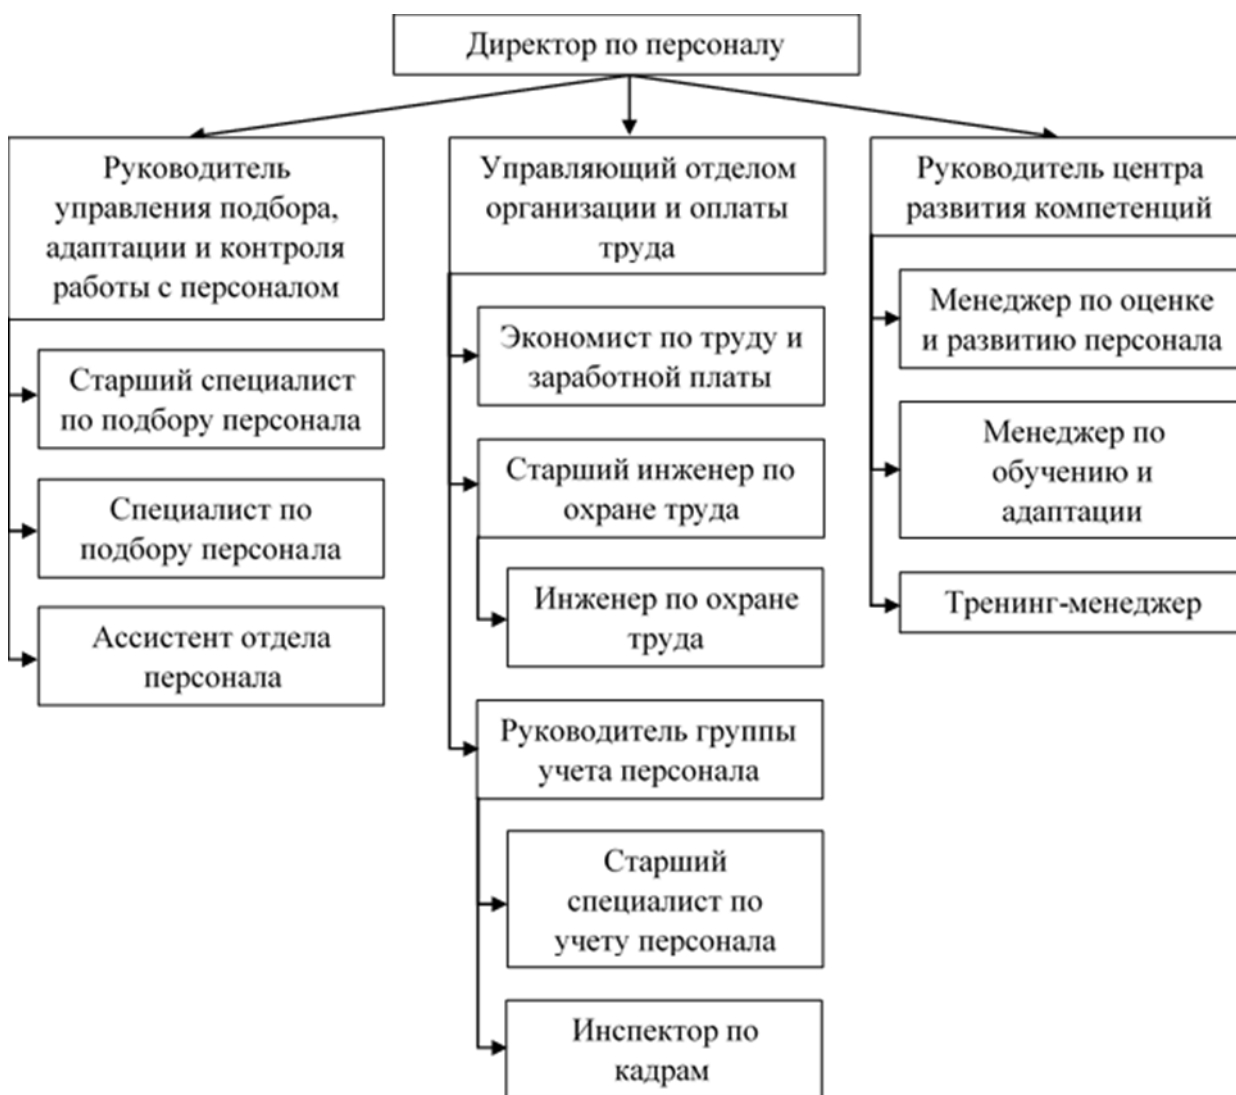 Директор по персоналу
Руководитель
управления подбора,
адаптации и контроля
работы с персоналом
Старший специалист
по подбору персонала
Специалист по
подбору персонала
Ассистент отдела
персонала
Управляющий отделом
организации и оплаты
труда
Экономист по труду и
заработной платы
Старший инженер по
охране труда
Инженер по охране
труда
Руководитель группы
учета персонала
Старший
специалист по
учету персонала
Инспектор по
кадрам
Руководитель центра
развития компетенций
Менеджер по оценке
и развитию персонала
Менеджер по
обучению и
адаптации
Тренинг-менеджер